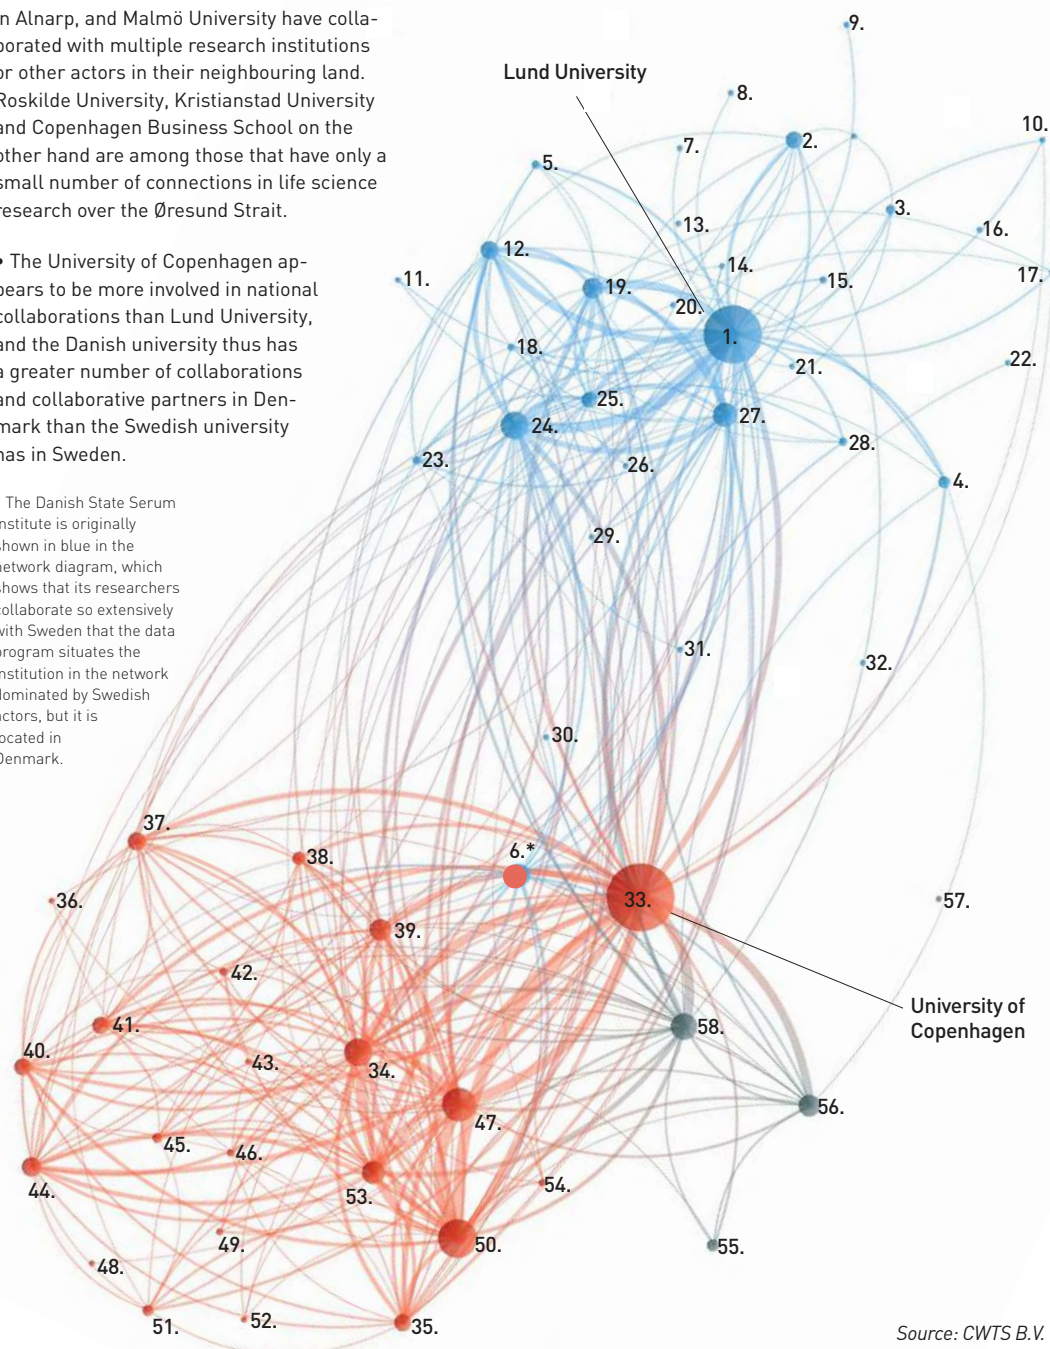 n Alnarp, and Malmö University have colla-
borated with multiple research institutions
or other actors in their neighbouring land.
Roskilde University, Kristianstad University
and Copenhagen Business School on the
other hand are among those that have only a
small number of connections in life science
research over the Øresund Strait.
• The University of Copenhagen ap-
pears to be more involved in national
collaborations than Lund University,
and the Danish university thus has
a greater number of collaborations
and collaborative partners in Den-
mark than the Swedish university
has in Sweden.
The Danish State Serum
Institute is originally
shown in blue in the
network diagram, which
shows that its researchers
collaborate so extensively
with Sweden that the data
program situates the
institution in the network
dominated by Swedish
actors, but it is
located in
Denmark.
Lund University
9.
8.
10.
7.
2.
5.
3.
13.
16.
12.
14.
11.
19.
15.
17.
20.
1.
18.
21.
22.
25.
24.
27.
28.
23.
26.
4.
29.
31.
32.
30.
37.
38.
6.*
36.
33.
57.
39.
42.
University of
Copenhagen
41.
58.
40.
43.
34.
56.
47.
45.
46.
44.
53.
54.
49.
50.
55.
48.
51.
52.
35.
Source: CWTS B.V.